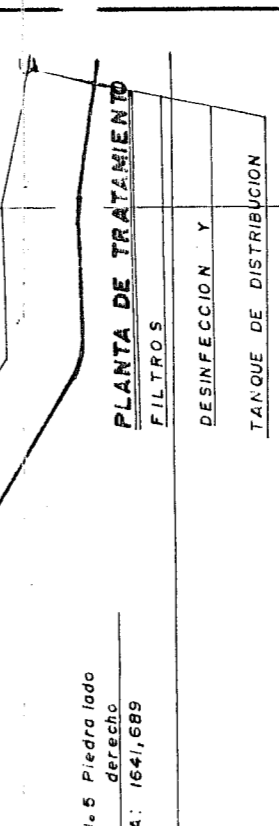 PLANTA DE TRATAMIENTO
FILTROS
DESINFECCION Y
TANQUE DE DISTRIBUCION
5 Piedra lado
derecho
A: 1641,689